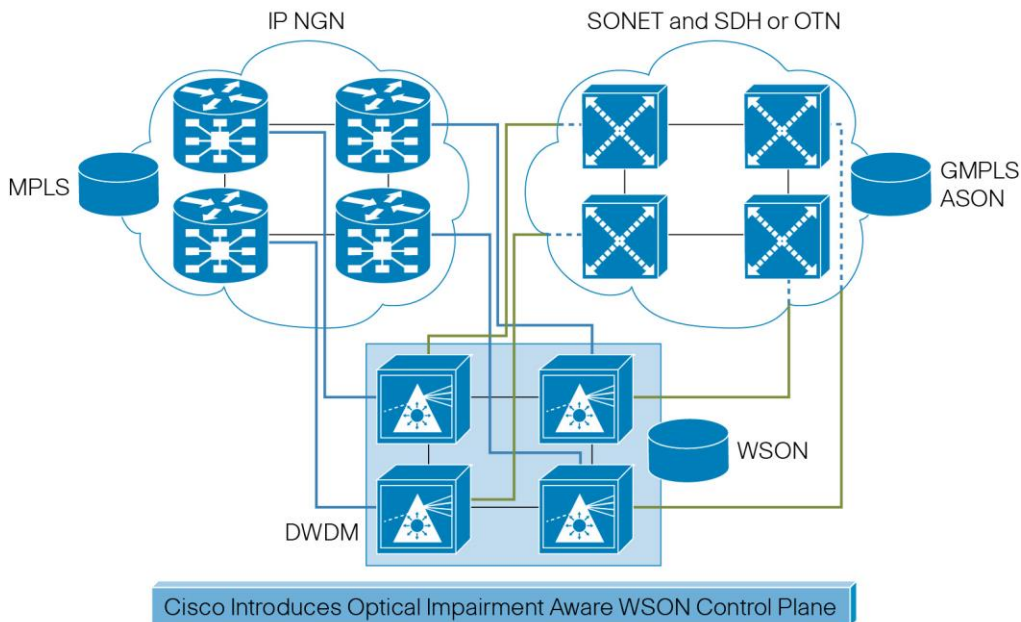 IP NGN
SONET and SDH or OTN
MPLS
GMPLS
ASON
WSON
DWDM
Cisco Introduces Optical Impairment Aware WSON Control Plane